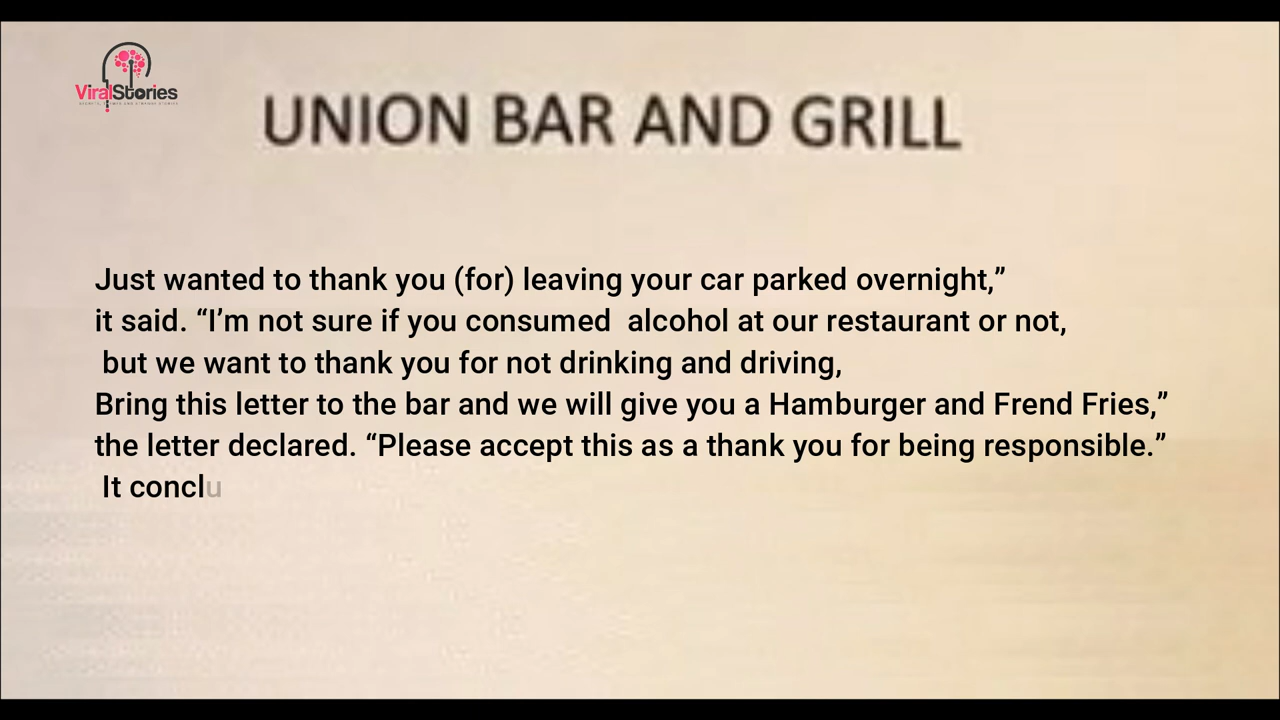 ViralStories
UNION BAR AND GRILL
Just wanted to thank you (for) leaving your car parked overnight,”
it said. “I’m not sure if you consumed alcohol at our restaurant or not,
but we want to thank you for not drinking and driving,
Bring this letter to the bar and we will give you a Hamburger and Frend Fries,”
the letter declared. “Please accept this as a thank you for being responsible.”
It conclu